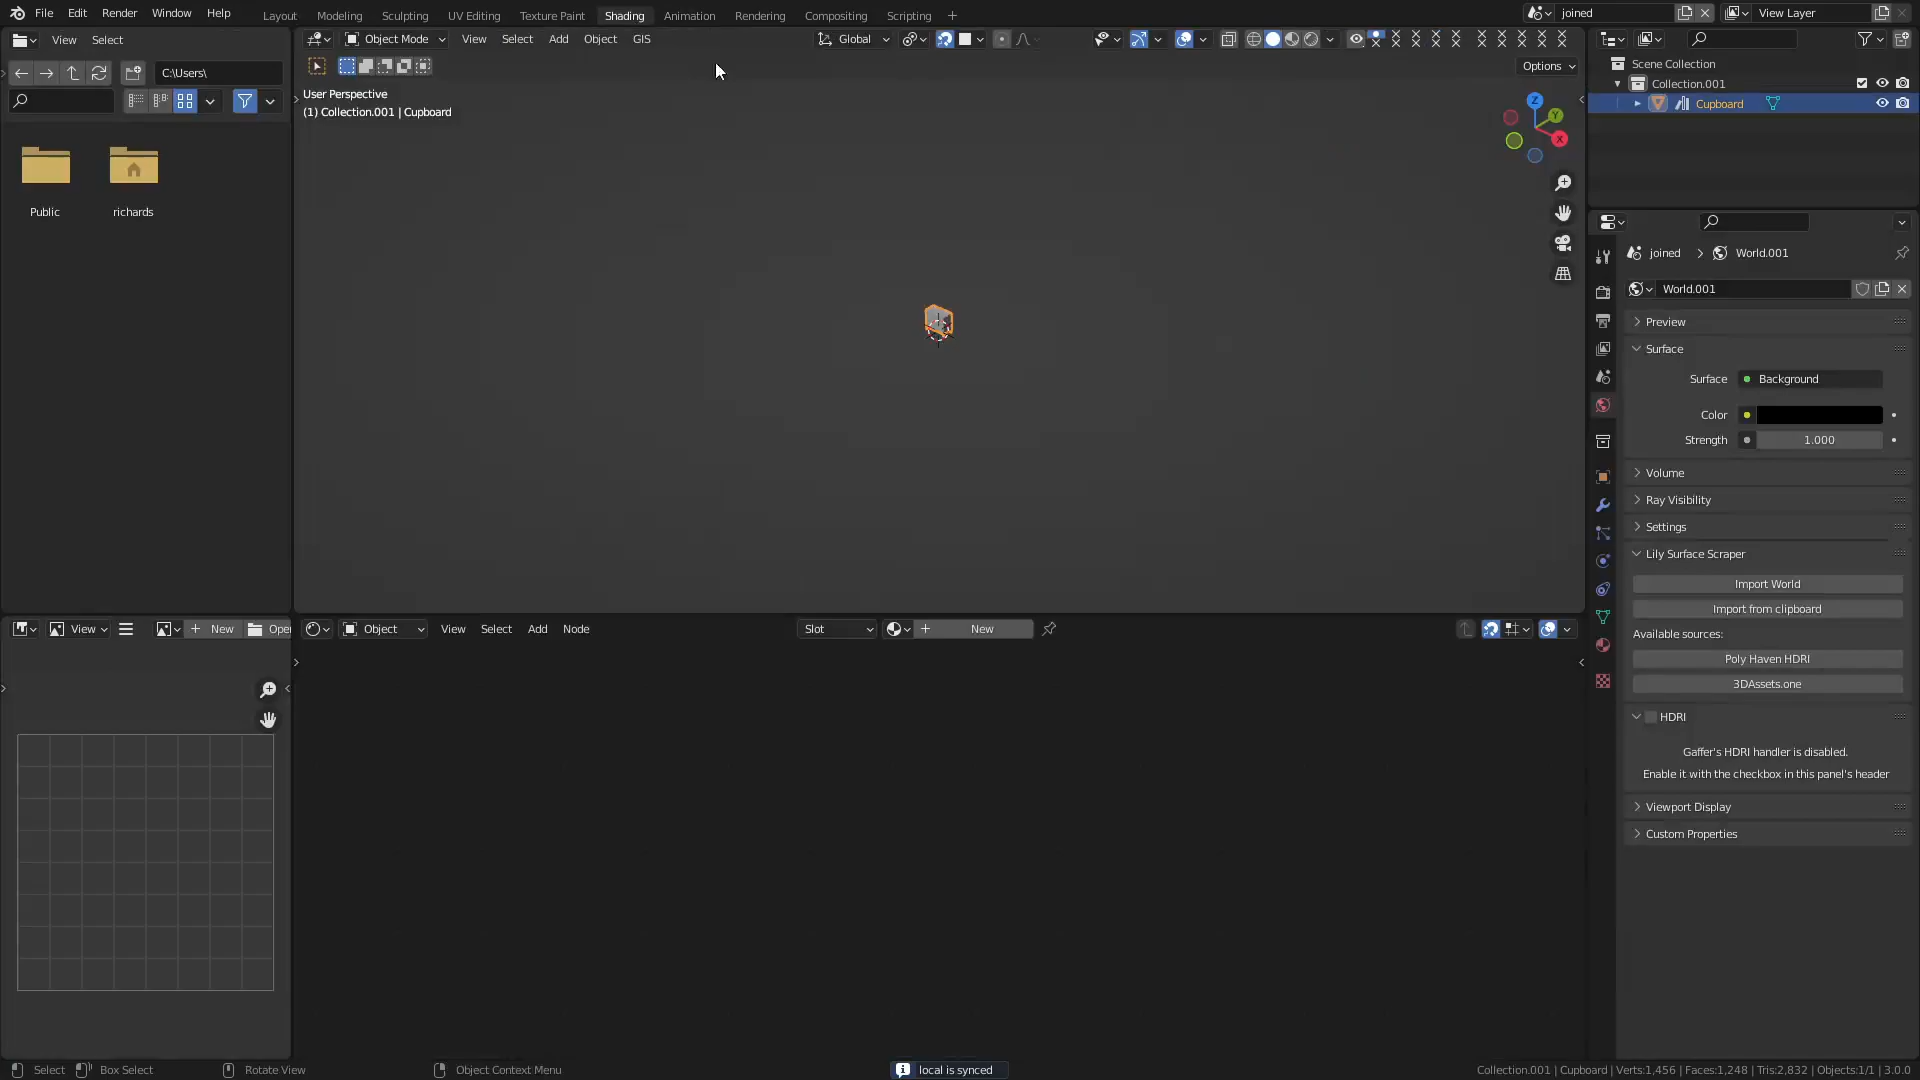 File Edit Render Window Help
Layout Modeling Sculpting UV Editing Texture Paint Shading Animation Rendering Compositing Scripting
joined
View Layer
View Select
C:\Users\
Public
richards
Object Mode View Select Add Object GIS
Global
Options
User Perspective
(1) Collection.001 | Cupboard
Z
Y
X
Scene Collection
Collection.001
Cupboard
joined World.001
World.001
Preview
Surface
Surface Background
Color
Strength 1.000
Volume
Ray Visibility
Settings
Lily Surface Scraper
Import World
Import from clipboard
Available sources:
Poly Haven HDRI
3DAssets.one
HDRI
Gaffer's HDRI handler is disabled.
Enable it with the checkbox in this panel's header
Viewport Display
Custom Properties
View New Open
Object View Select Add Node
Slot
New
Select Box Select Rotate View Object Context Menu
local is synced
Collection.001 | Cupboard | Verts:1,456 | Faces:1,248 | Tris:2,832 | Objects:1/1 | 3.0.0